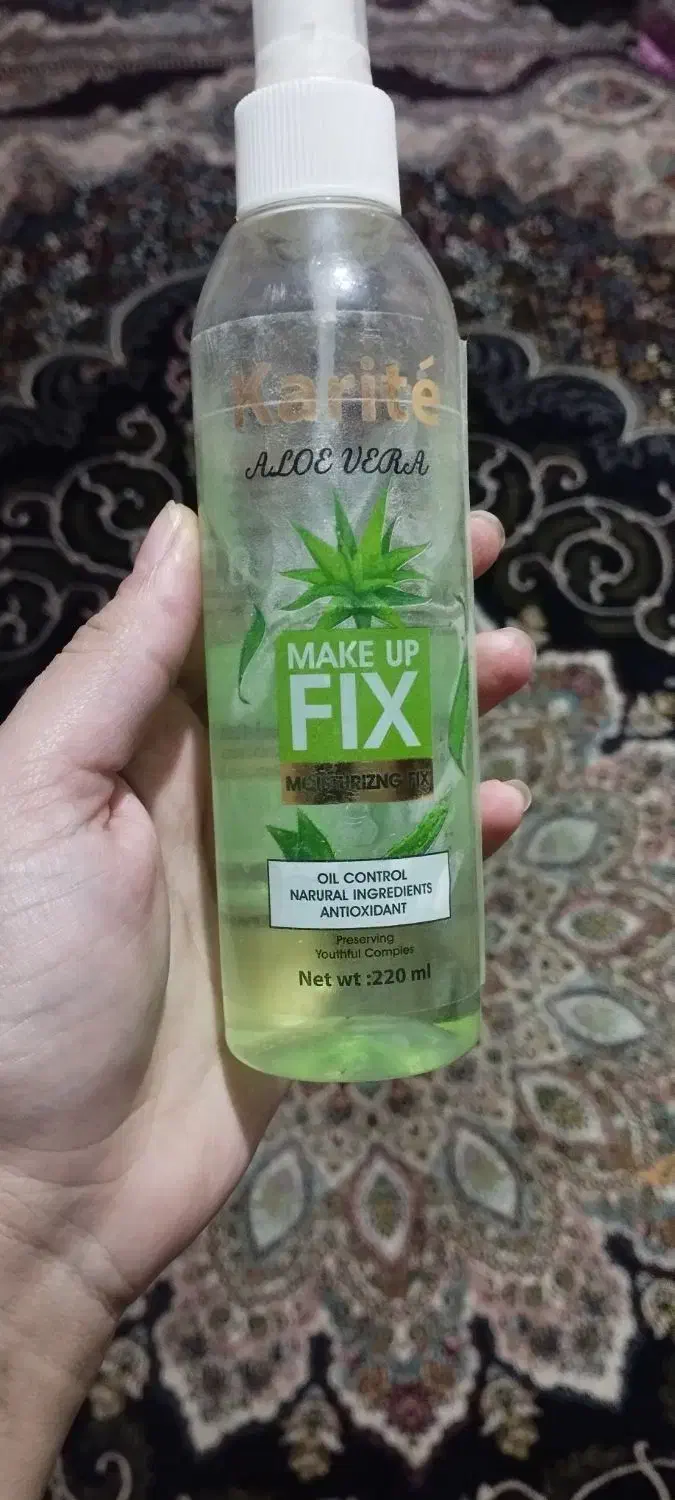 Karité
ALOE VERA
MAKE UP
FIX
MOISTURIZNG FIX
OIL CONTROL
NARURAL INGREDIENTS
ANTIOXIDANT
Preserving
Youthful Comples
Net wt :220 ml